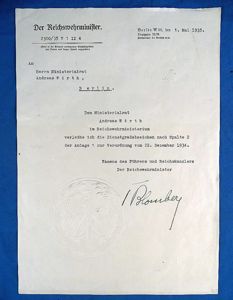 Der Reichswehrminister.
Berlin W 35, den 1. Mai 1935.
An
Herrn Ministerialrat
Andreas Wirth,
Berlin.
Dem Ministerialrat
Andreas Wirth
im Reichswehrministerium
verleihe ich die Dienstgradabzeichen nach Spalte 2
der Anlage 1 zur Verordnung vom 22. Dezember 1934.
Namens des Führers und Reichskanzlers
Der Reichswehrminister
Blomberg